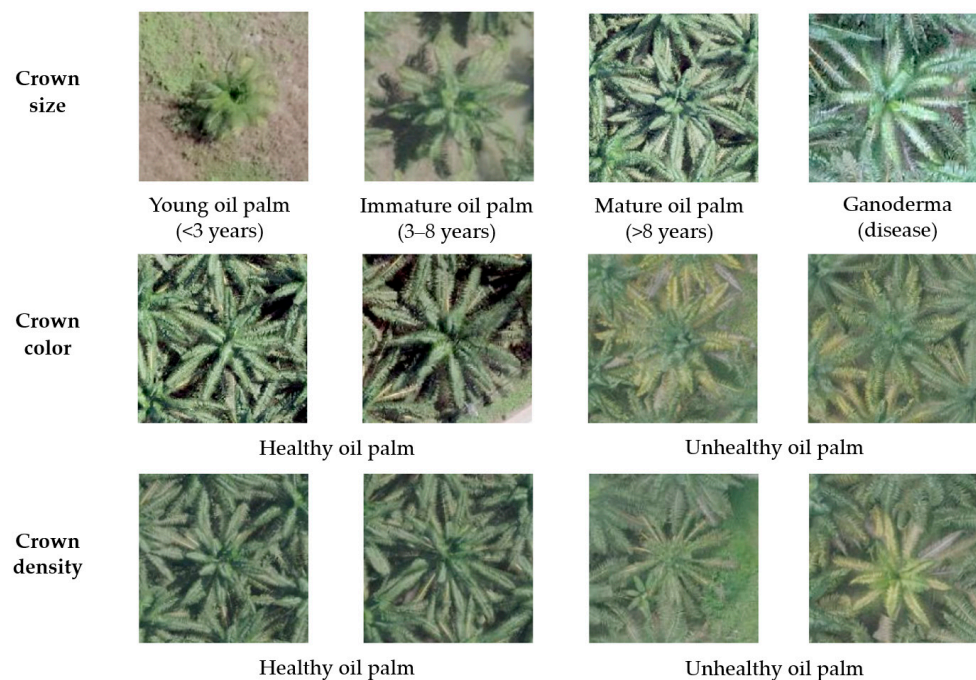 Crown
size
Young oil palm
(<3 years)
Immature oil palm
(3–8 years)
Mature oil palm
(>8 years)
Ganoderma
(disease)
Crown
color
Healthy oil palm
Unhealthy oil palm
Crown
density
Healthy oil palm
Unhealthy oil palm